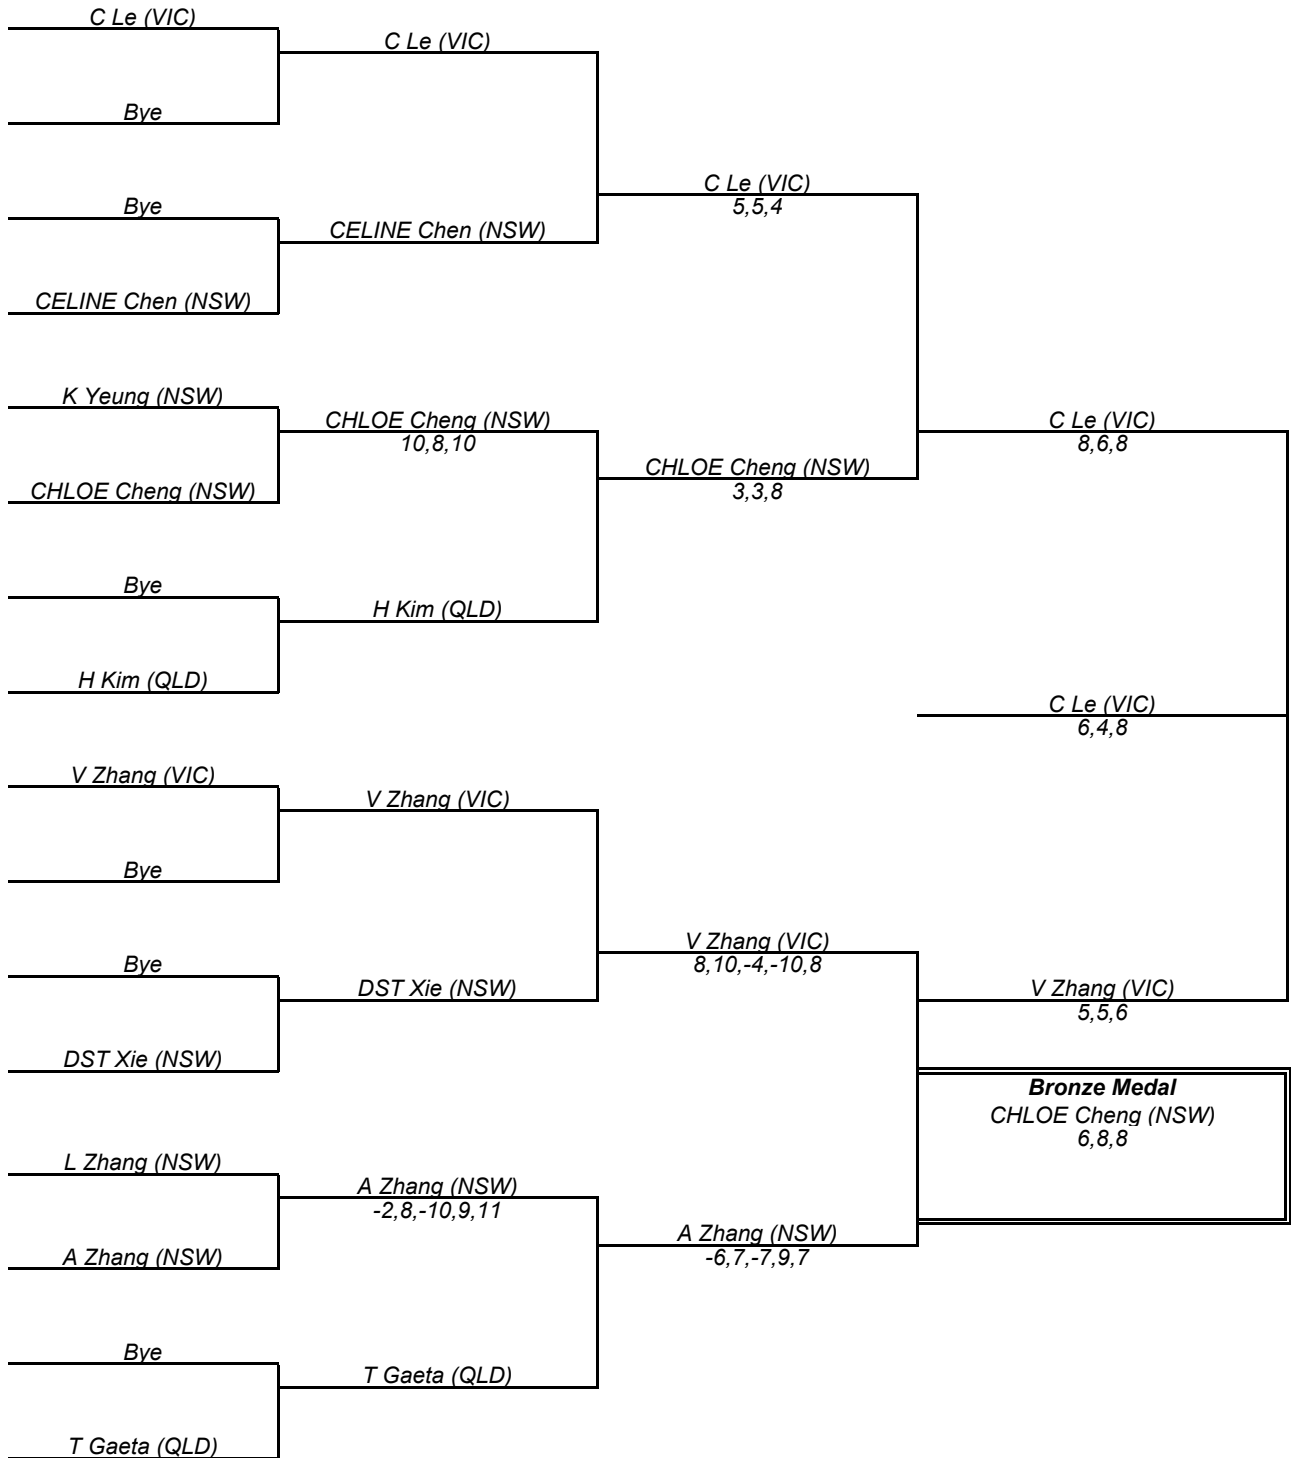 C Le (VIC)
C Le (VIC)
Bye
C Le (VIC)
5,5,4
Bye
CELINE Chen (NSW)
CELINE Chen (NSW)
K Yeung (NSW)
CHLOE Cheng (NSW)
10,8,10
C Le (VIC)
8,6,8
CHLOE Cheng (NSW)
3,3,8
CHLOE Cheng (NSW)
Bye
H Kim (QLD)
H Kim (QLD)
C Le (VIC)
6,4,8
V Zhang (VIC)
V Zhang (VIC)
Bye
V Zhang (VIC)
8,10,-4,-10,8
Bye
DST Xie (NSW)
V Zhang (VIC)
5,5,6
DST Xie (NSW)
Bronze Medal
CHLOE Cheng (NSW)
6,8,8
L Zhang (NSW)
A Zhang (NSW)
-2,8,-10,9,11
A Zhang (NSW)
-6,7,-7,9,7
A Zhang (NSW)
Bye
T Gaeta (QLD)
T Gaeta (QLD)